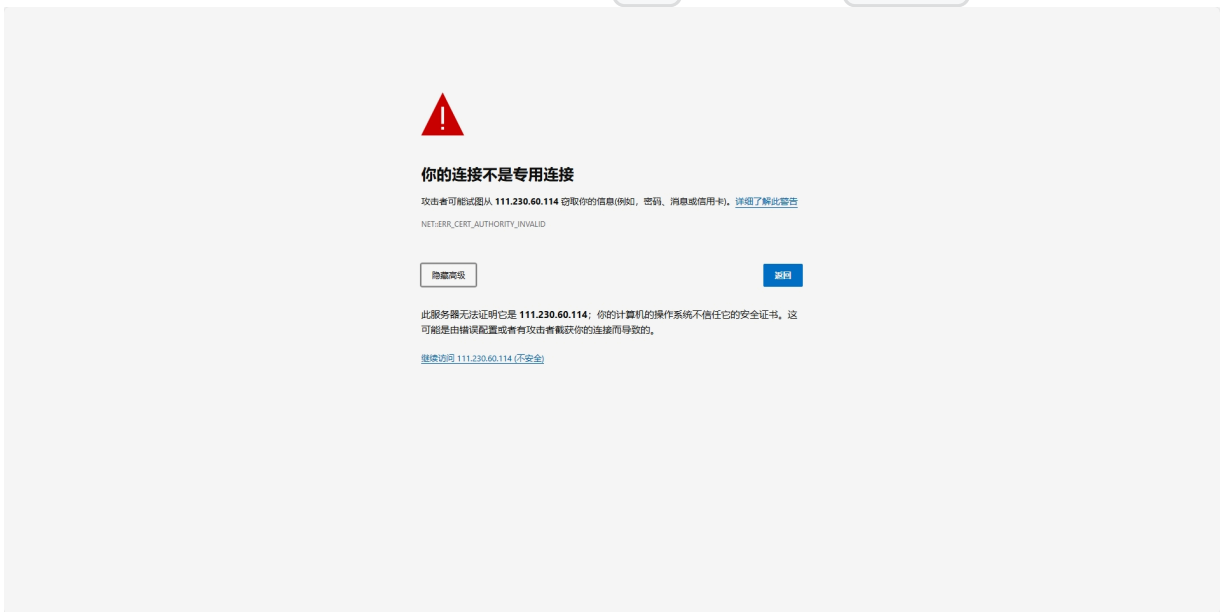 你的连接不是专用连接
攻击者可能试图从 111.230.60.114 窃取你的信息(例如，密码、消息或信用卡)。详细了解此警告
NET::ERR_CERT_AUTHORITY_INVALID
隐藏高级
返回
此服务器无法证明它是 111.230.60.114；你的计算机的操作系统不信任它的安全证书。这
可能是由错误配置或者有攻击者截获你的连接而导致的。
继续访问 111.230.60.114 (不安全)